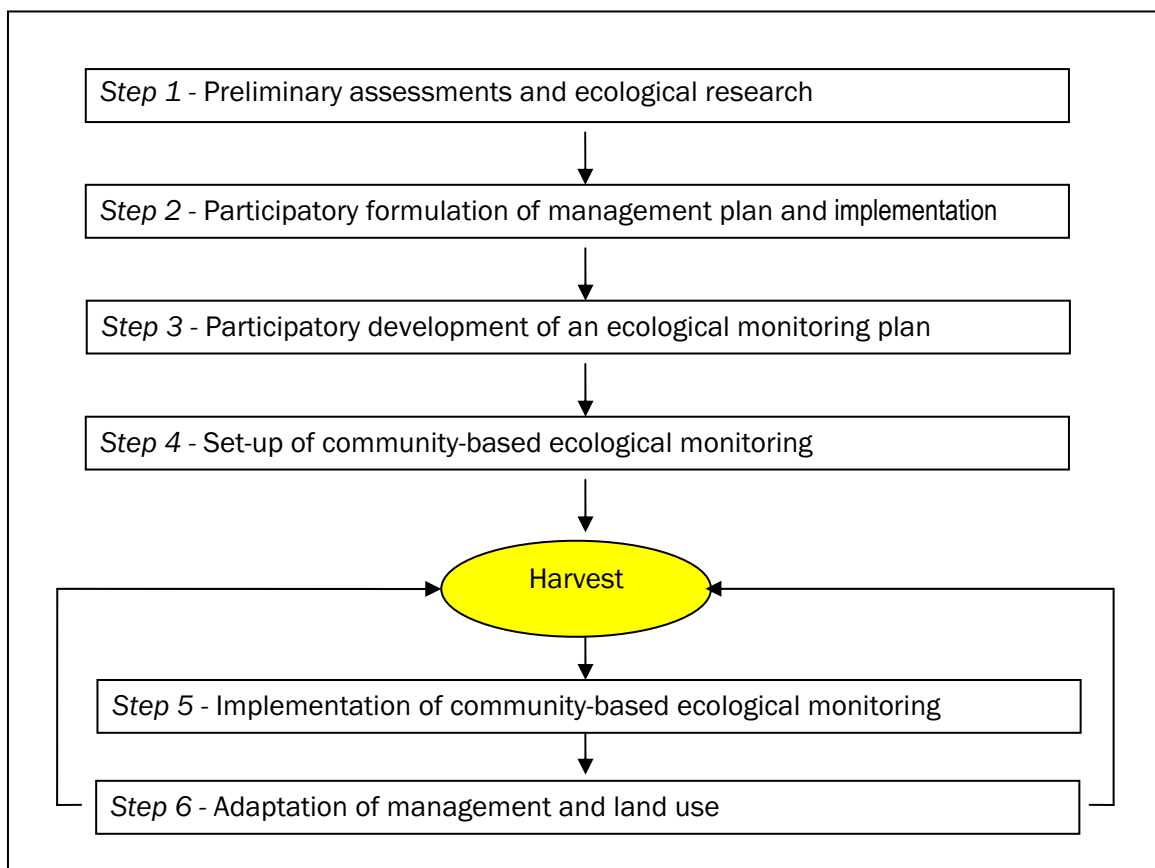 Step 1 - Preliminary assessments and ecological research
Step 2 - Participatory formulation of management plan and implementation
Step 3 - Participatory development of an ecological monitoring plan
Step 4 - Set-up of community-based ecological monitoring
Harvest
Step 5 - Implementation of community-based ecological monitoring
Step 6 - Adaptation of management and land use